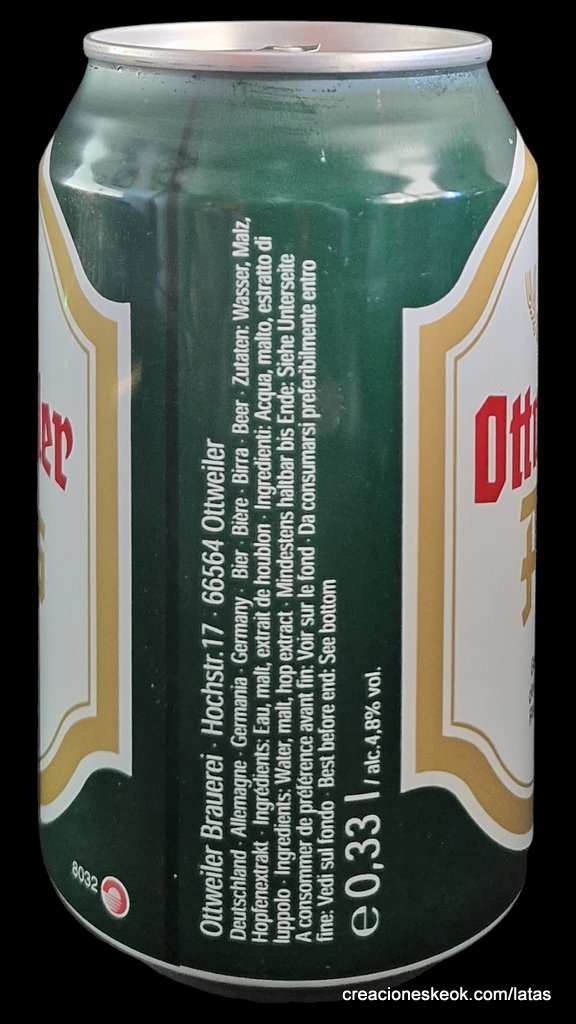 Ottweiler Brauerei · Hochstr.17 · 66564 Ottweiler
Deutschland · Allemagne · Germania · Germany · Bier · Bière · Birra · Beer · Zutaten: Wasser, Malz,
Hopfenextrakt · Ingrédients: Eau, malt, extrait de houblon · Ingredienti: Acqua, malto, estratto di
luppolo · Ingredients: Water, malt, hop extract · Mindestens haltbar bis Ende: Siehe Unterseite
A consommer de préférence avant fin: Voir sur le fond · Da consumarsi preferibilmente entro
fine: Vedi sul fondo · Best before end: See bottom
e 0,33 l / alc.4,8% vol.
er
Ott
8032
creacioneskeok.com/latas